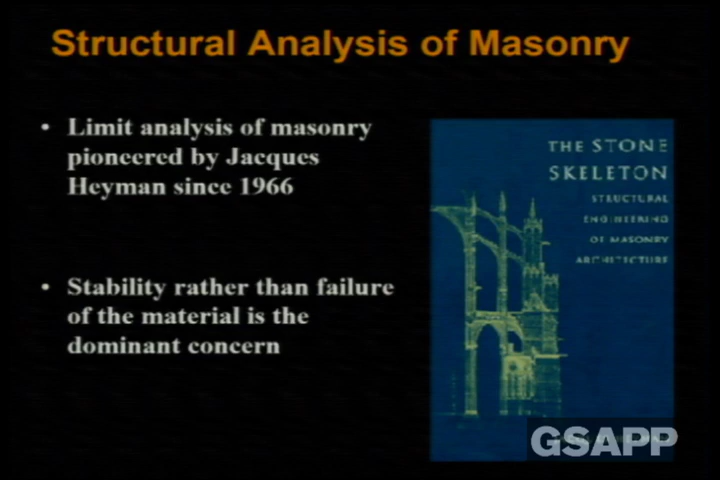 Structural Analysis of Masonry
• Limit analysis of masonry
pioneered by Jacques
Heyman since 1966
• Stability rather than failure
of the material is the
dominant concern
THE STONE
SKELETON
STRUCTURAL
ENGINEERING
OF MASONRY
ARCHITECTURE
GSAPP